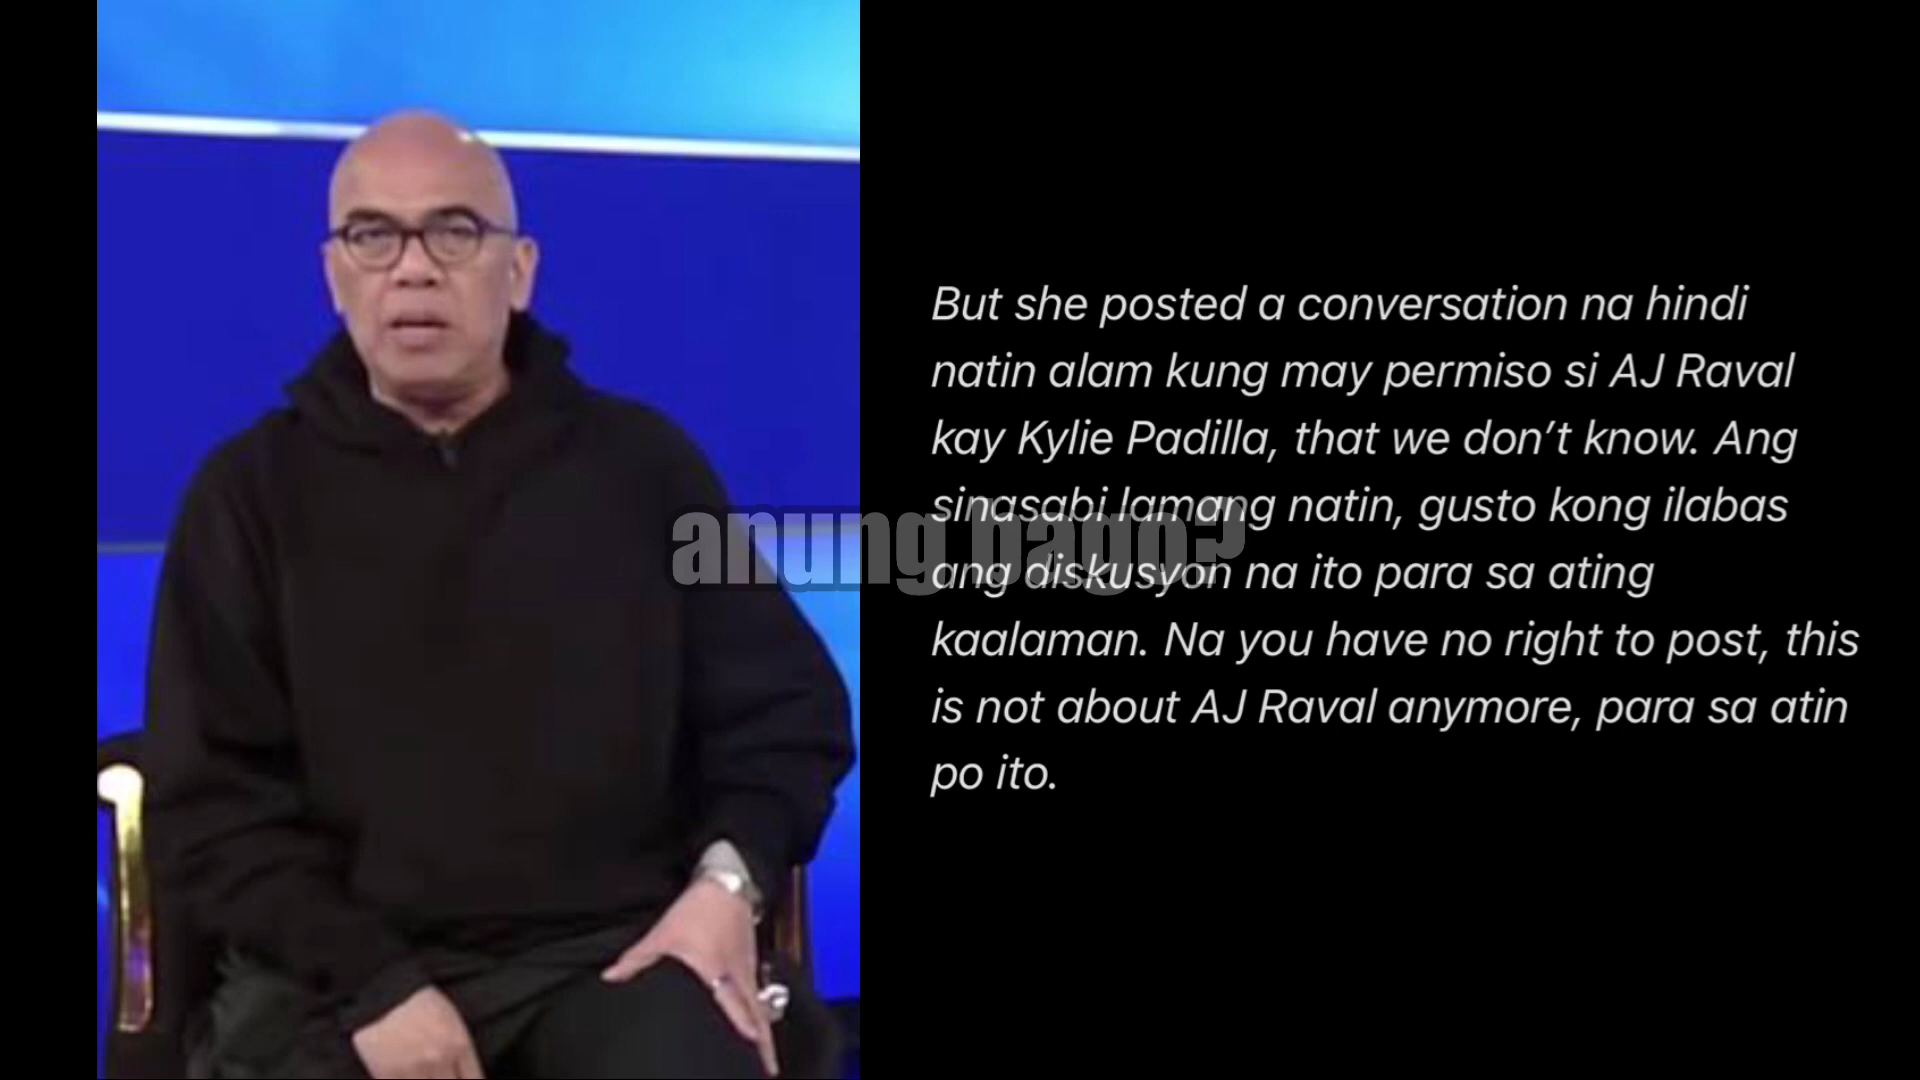 But she posted a conversation na hindi
natin alam kung may permiso si AJ Raval
kay Kylie Padilla, that we don’t know. Ang
sinasabi lamang natin, gusto kong ilabas
anung bago?
ang diskusyon na ito para sa ating
kaalaman. Na you have no right to post, this
is not about AJ Raval anymore, para sa atin
po ito.